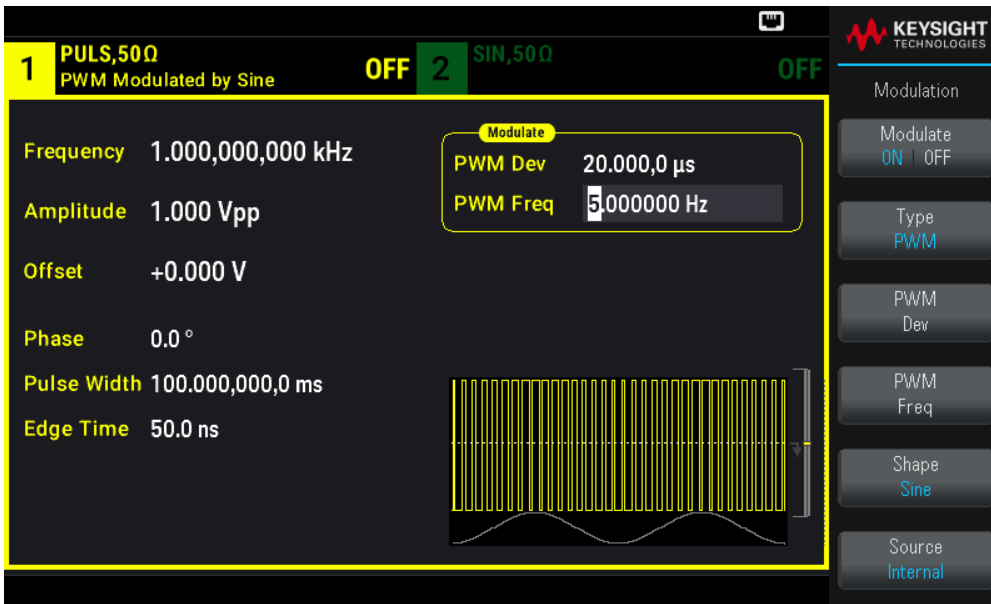 KEYSIGHT
TECHNOLOGIES
1
PULS,50Ω
PWM Modulated by Sine
OFF
2
SIN,50Ω
OFF
Modulation
Frequency 1.000,000,000 kHz
Amplitude 1.000 Vpp
Offset +0.000 V
Phase 0.0 °
Pulse Width 100.000,000,0 ms
Edge Time 50.0 ns
Modulate
PWM Dev 20.000,0 µs
PWM Freq 5.000000 Hz
Modulate
ON | OFF
Type
PWM
PWM
Dev
PWM
Freq
Shape
Sine
Source
Internal